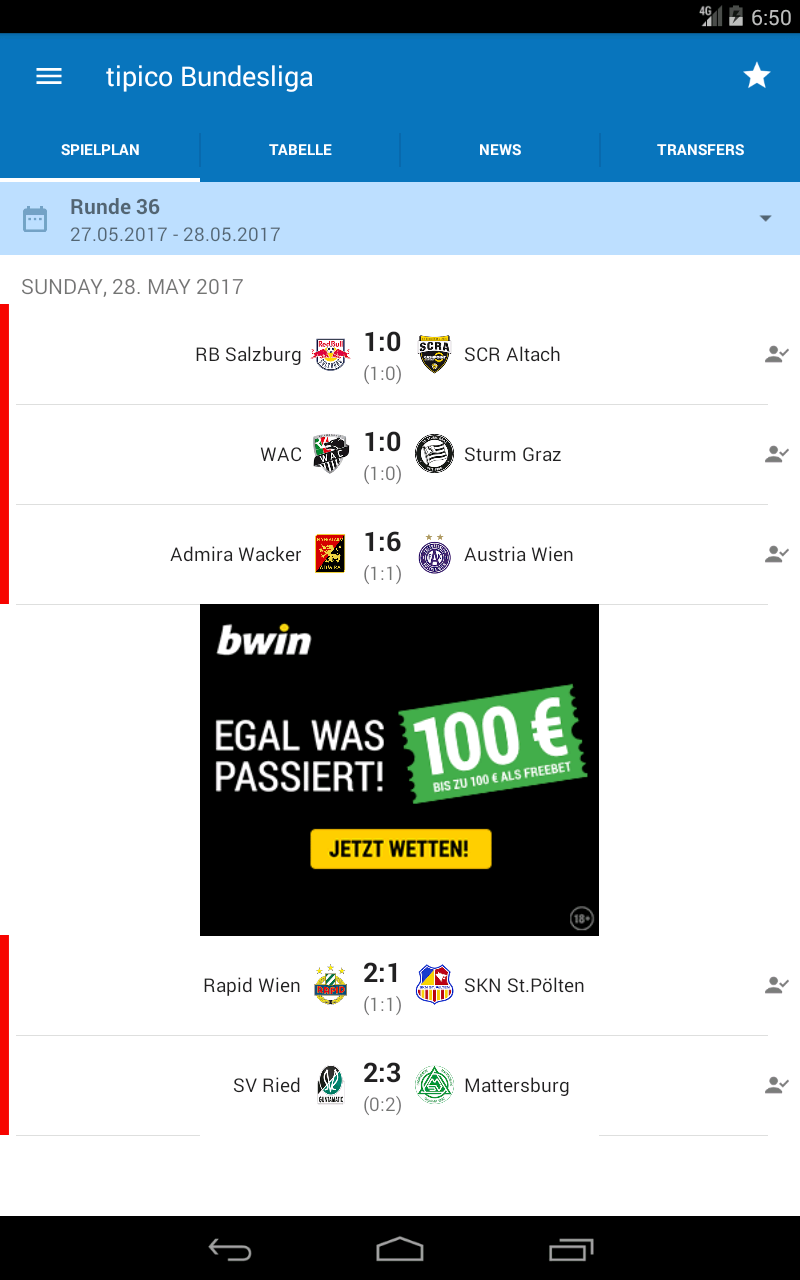 4G 6:50
tipico Bundesliga
SPIELPLAN TABELLE NEWS TRANSFERS
Runde 36
27.05.2017 - 28.05.2017
SUNDAY, 28. MAY 2017
RB Salzburg 1:0 SCR Altach
(1:0)
WAC 1:0 Sturm Graz
(1:0)
Admira Wacker 1:6 Austria Wien
(1:1)
bwin
EGAL WAS
PASSIERT!
100 €
BIS ZU 100 € ALS FREEBET
JETZT WETTEN!
18+
Rapid Wien 2:1 SKN St.Pölten
(1:1)
SV Ried 2:3 Mattersburg
(0:2)